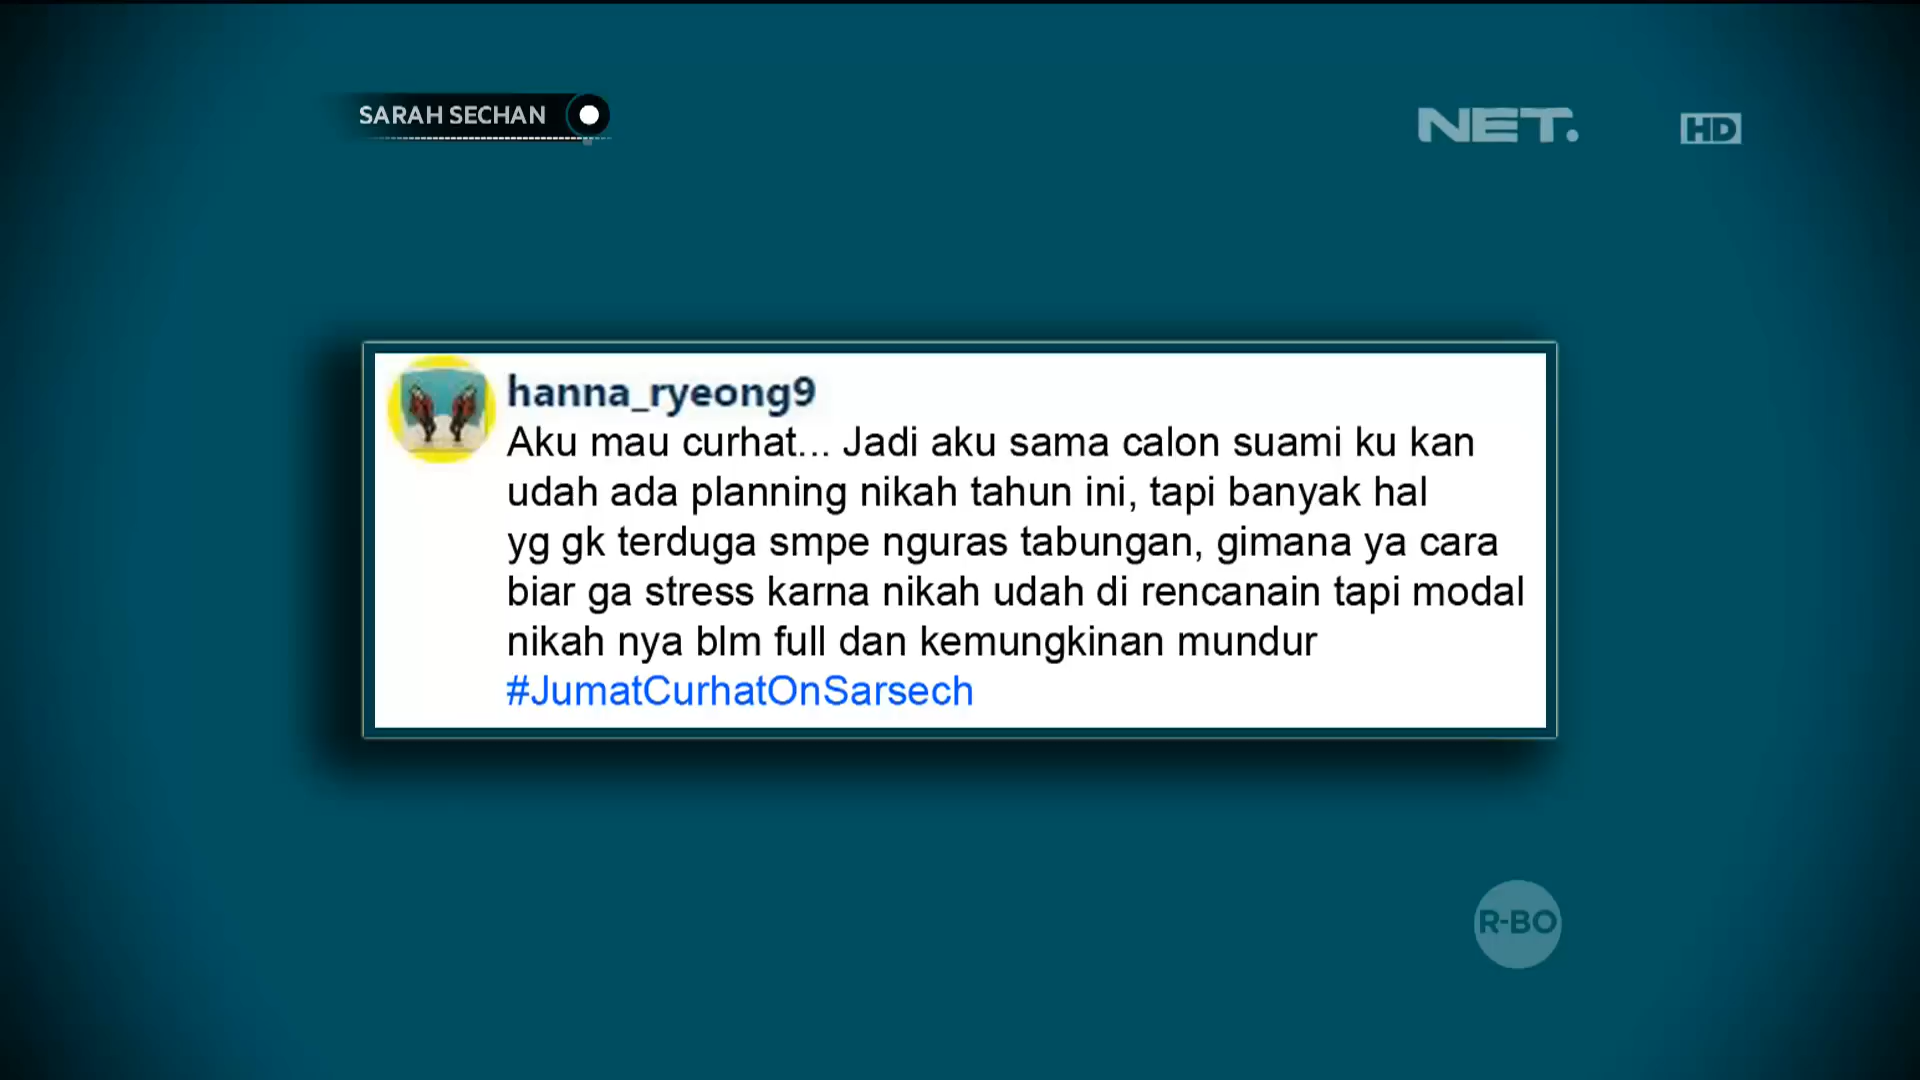 SARAH SECHAN
NET.
HD
hanna_ryeong9
Aku mau curhat... Jadi aku sama calon suami ku kan
udah ada planning nikah tahun ini, tapi banyak hal
yg gk terduga smpe nguras tabungan, gimana ya cara
biar ga stress karna nikah udah di rencanain tapi modal
nikah nya blm full dan kemungkinan mundur
#JumatCurhatOnSarsech
R-BO